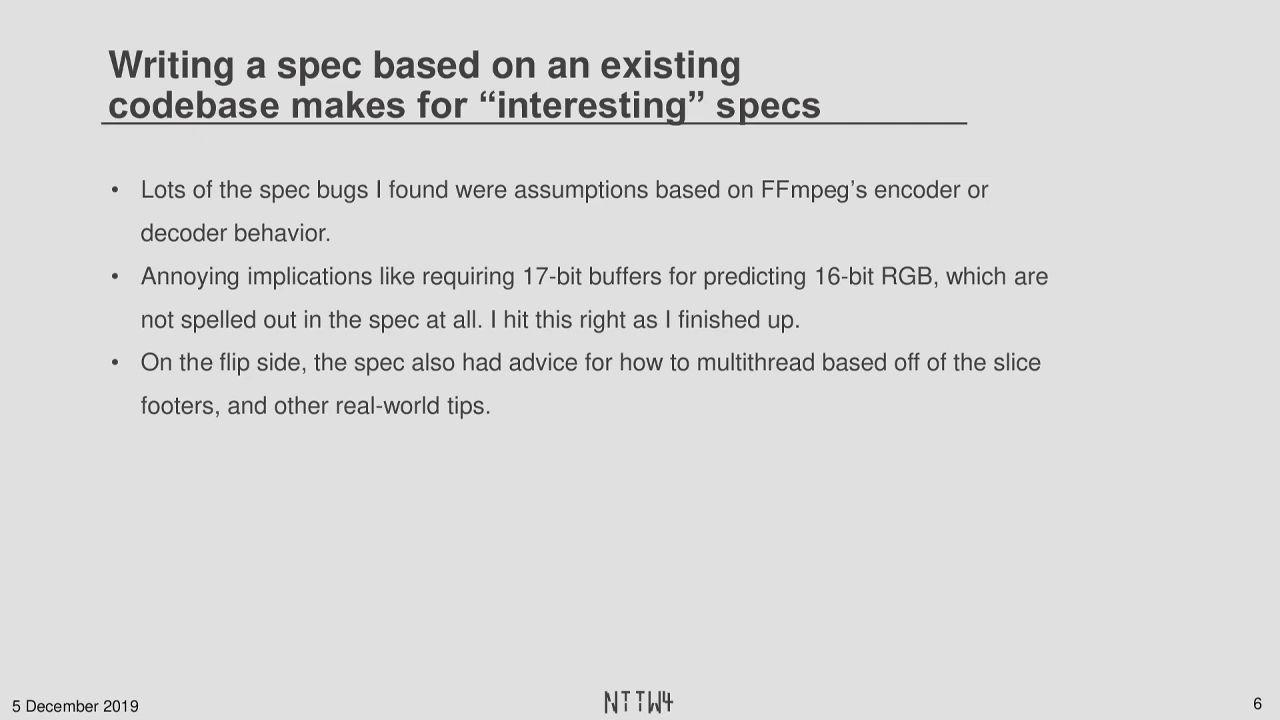 Writing a spec based on an existing
codebase makes for “interesting” specs
• Lots of the spec bugs I found were assumptions based on FFmpeg’s encoder or
decoder behavior.
• Annoying implications like requiring 17-bit buffers for predicting 16-bit RGB, which are
not spelled out in the spec at all. I hit this right as I finished up.
• On the flip side, the spec also had advice for how to multithread based off of the slice
footers, and other real-world tips.
5 December 2019
NTTW4
6